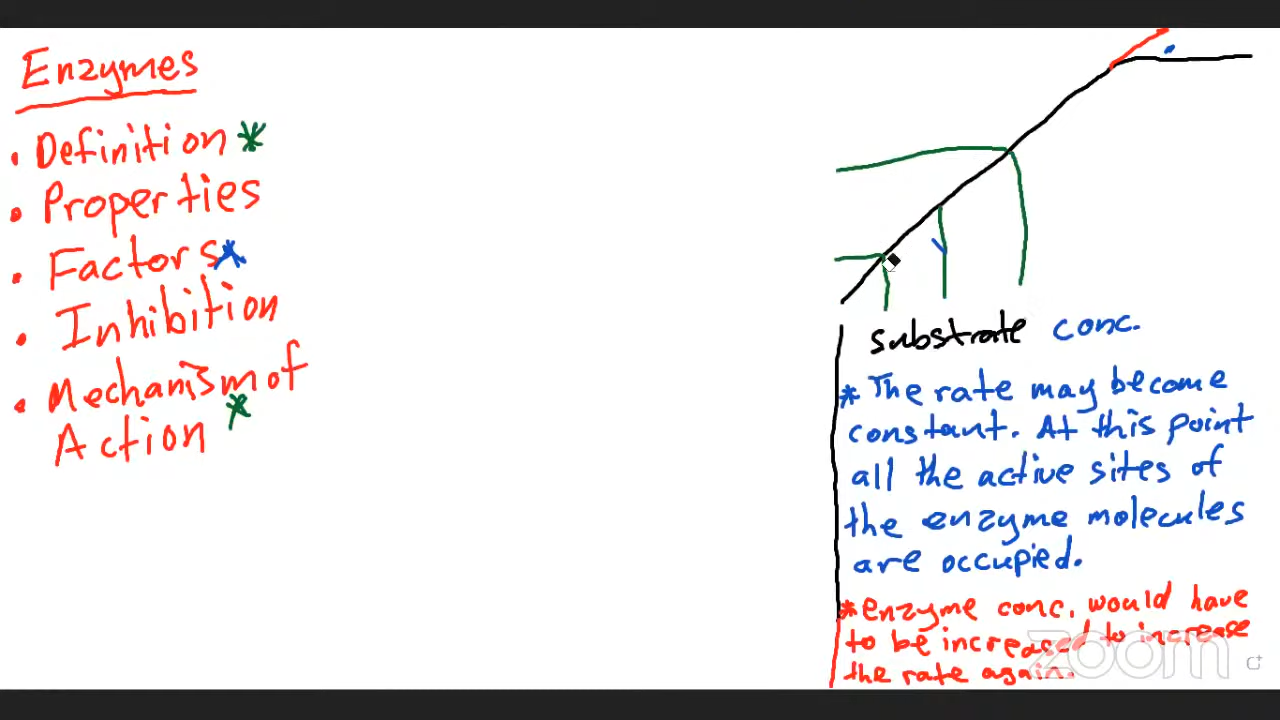 Enzymes
• Definition *
• Properties
• Factors *
• Inhibition
• Mechanism of
Action *
substrate conc.
* The rate may become
constant. At this point
all the active sites of
the enzyme molecules
are occupied.
* enzyme conc. would have
to be increased to increase
the rate again.
zoom